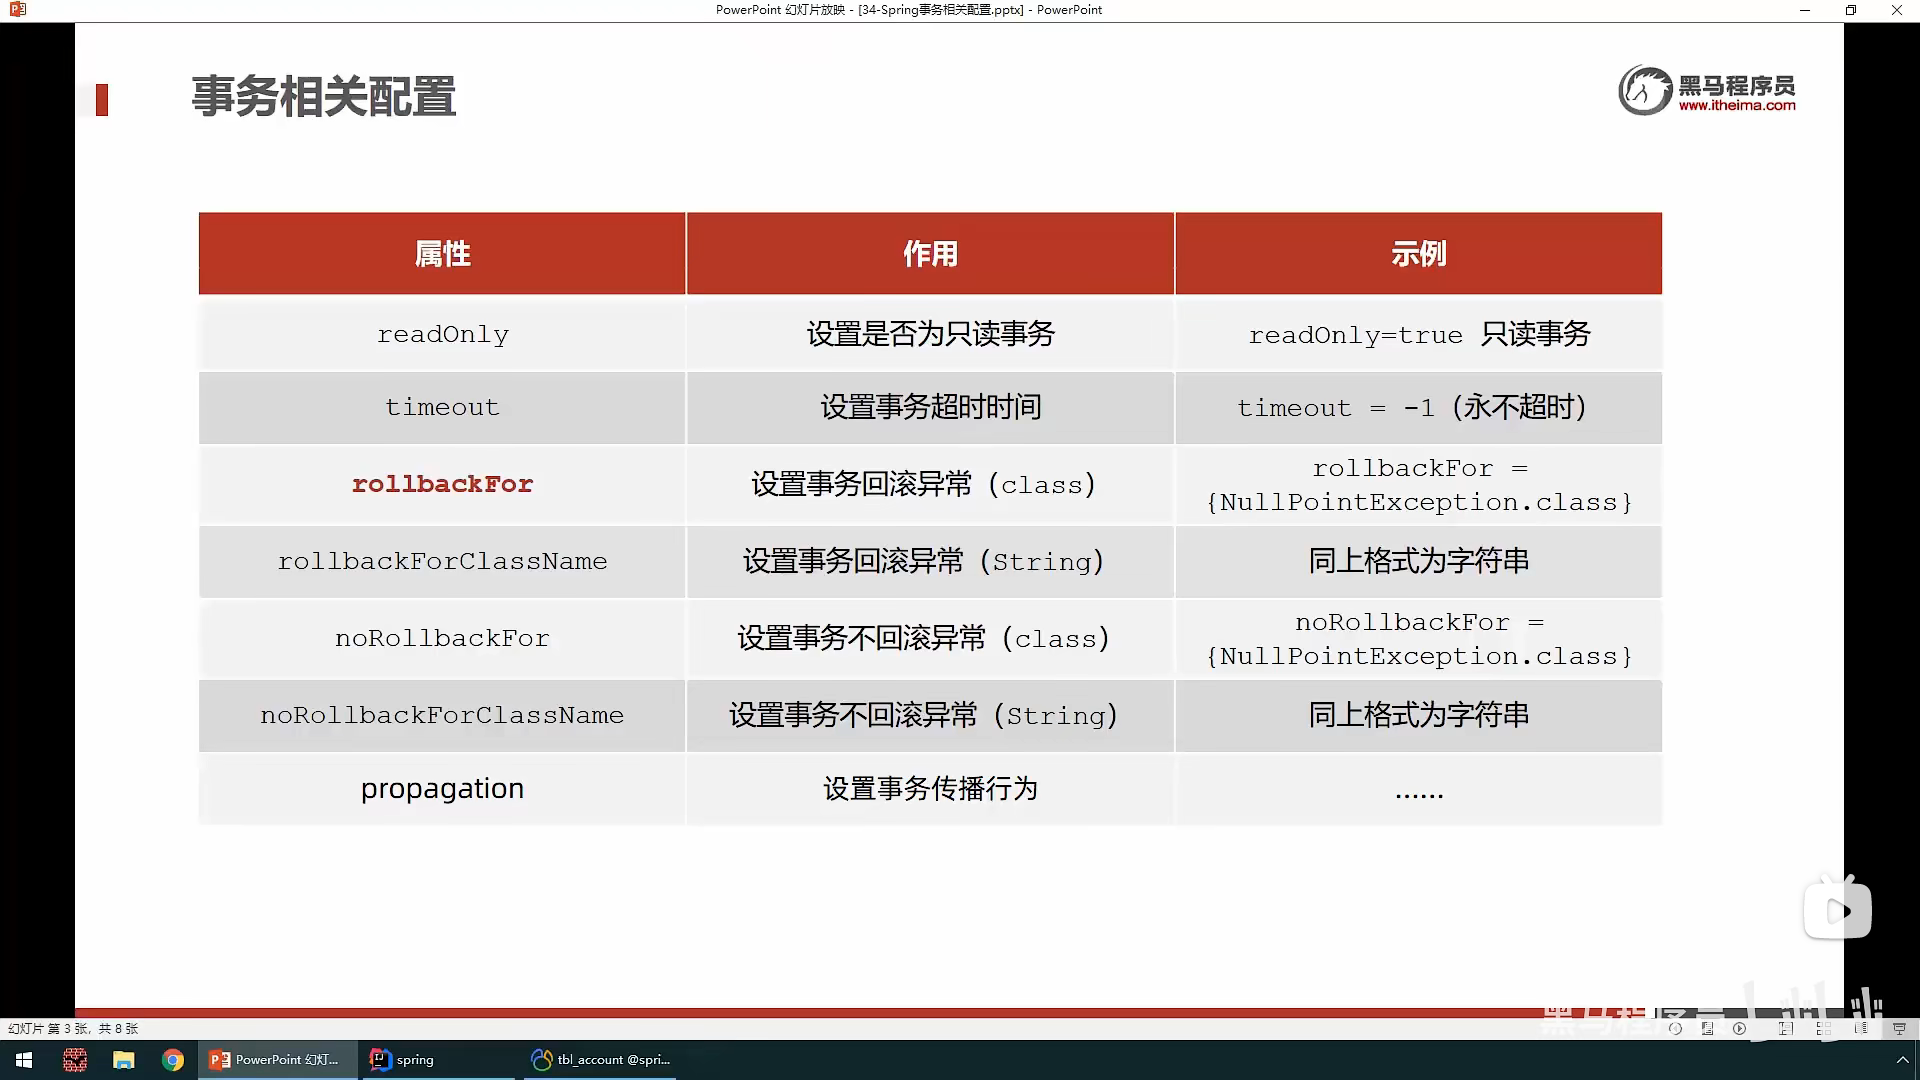 PowerPoint 幻灯片放映 - [34-Spring事务相关配置.pptx] - PowerPoint
事务相关配置
黑马程序员
www.itheima.com
属性
作用
示例
readOnly
设置是否为只读事务
readOnly=true 只读事务
timeout
设置事务超时时间
timeout = -1（永不超时）
rollbackFor
设置事务回滚异常（class）
rollbackFor =
{NullPointException.class}
rollbackForClassName
设置事务回滚异常（String）
同上格式为字符串
noRollbackFor
设置事务不回滚异常（class）
noRollbackFor =
{NullPointException.class}
noRollbackForClassName
设置事务不回滚异常（String）
同上格式为字符串
propagation
设置事务传播行为
……
幻灯片 第 3 张，共 8 张
PowerPoint 幻灯...
spring
tbl_account @spri...